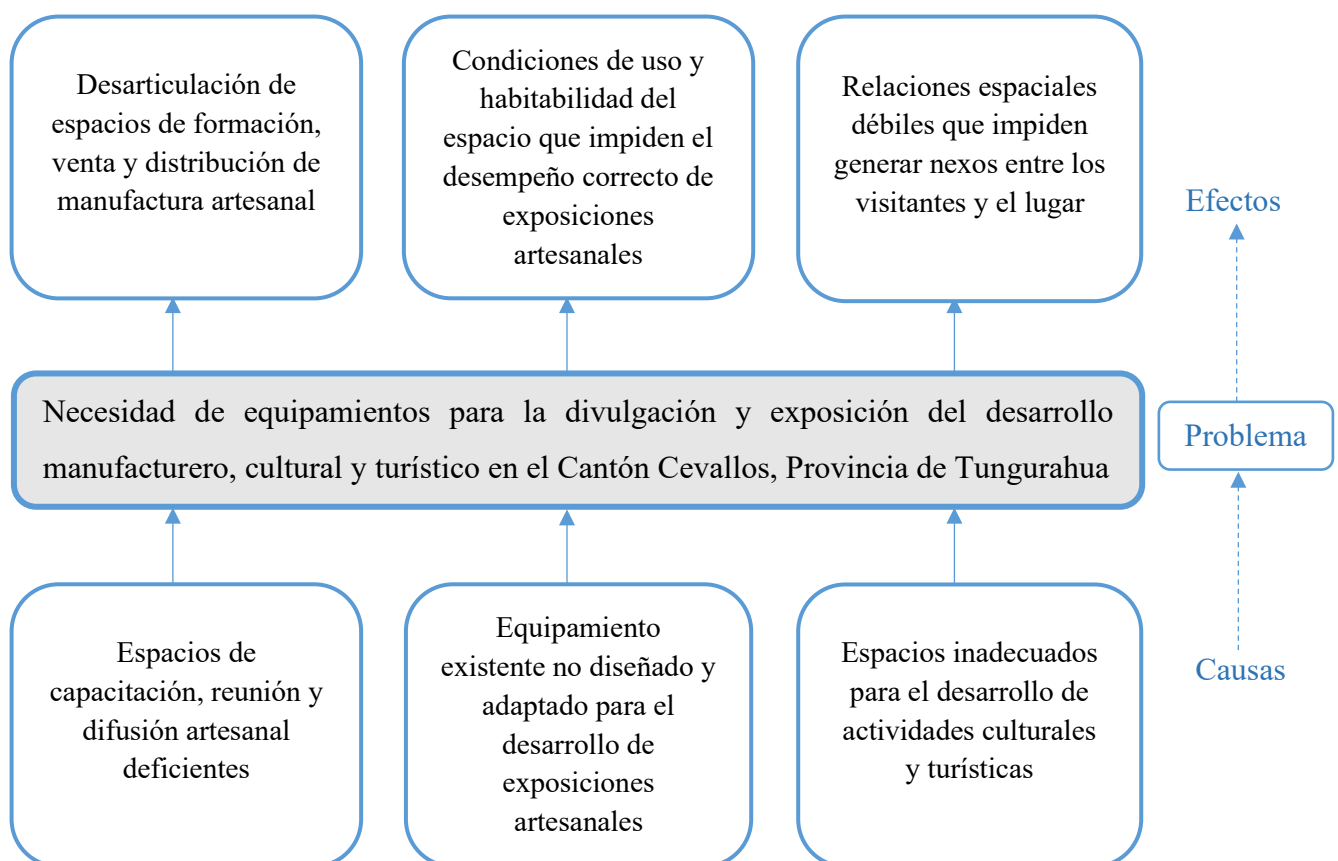 Desarticulación de
espacios de formación,
venta y distribución de
manufactura artesanal
Condiciones de uso y
habitabilidad del
espacio que impiden el
desempeño correcto de
exposiciones
artesanales
Relaciones espaciales
débiles que impiden
generar nexos entre los
visitantes y el lugar
Efectos
Necesidad de equipamientos para la divulgación y exposición del desarrollo
manufacturero, cultural y turístico en el Cantón Cevallos, Provincia de Tungurahua
Problema
Espacios de
capacitación, reunión y
difusión artesanal
deficientes
Equipamiento
existente no diseñado y
adaptado para el
desarrollo de
exposiciones
artesanales
Espacios inadecuados
para el desarrollo de
actividades culturales
y turísticas
Causas